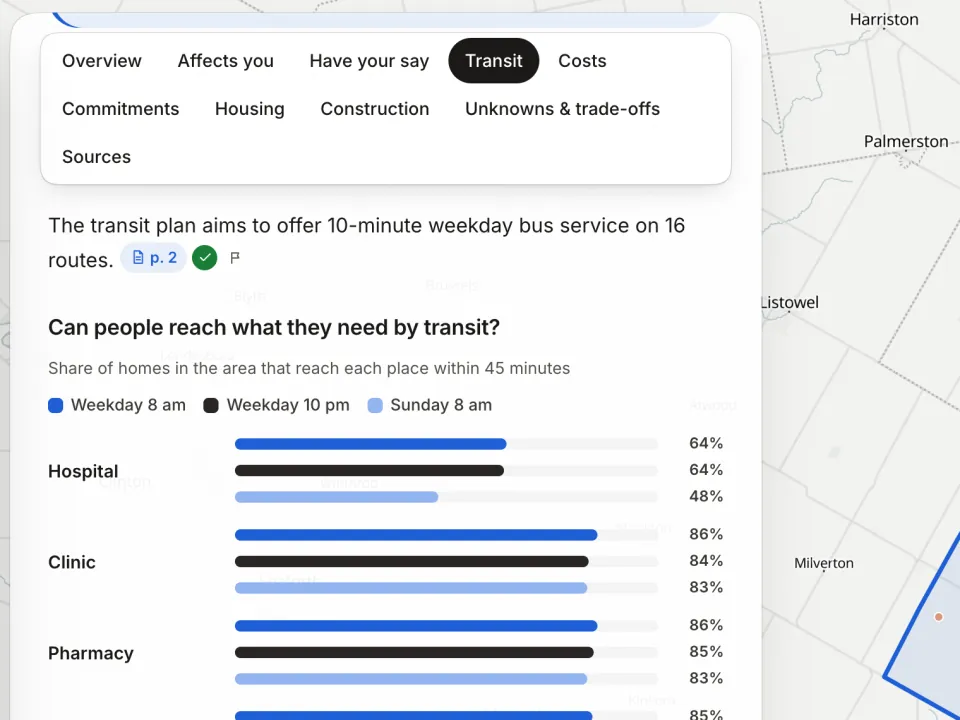 Overview Affects you Have your say Transit Costs
Commitments Housing Construction Unknowns & trade-offs
Sources
The transit plan aims to offer 10-minute weekday bus service on 16
routes. p. 2
Can people reach what they need by transit?
Share of homes in the area that reach each place within 45 minutes
Weekday 8 am Weekday 10 pm Sunday 8 am
Hospital
64%
64%
48%
Clinic
86%
84%
83%
Pharmacy
86%
85%
83%
85%
Harriston
Palmerston
Listowel
Milverton